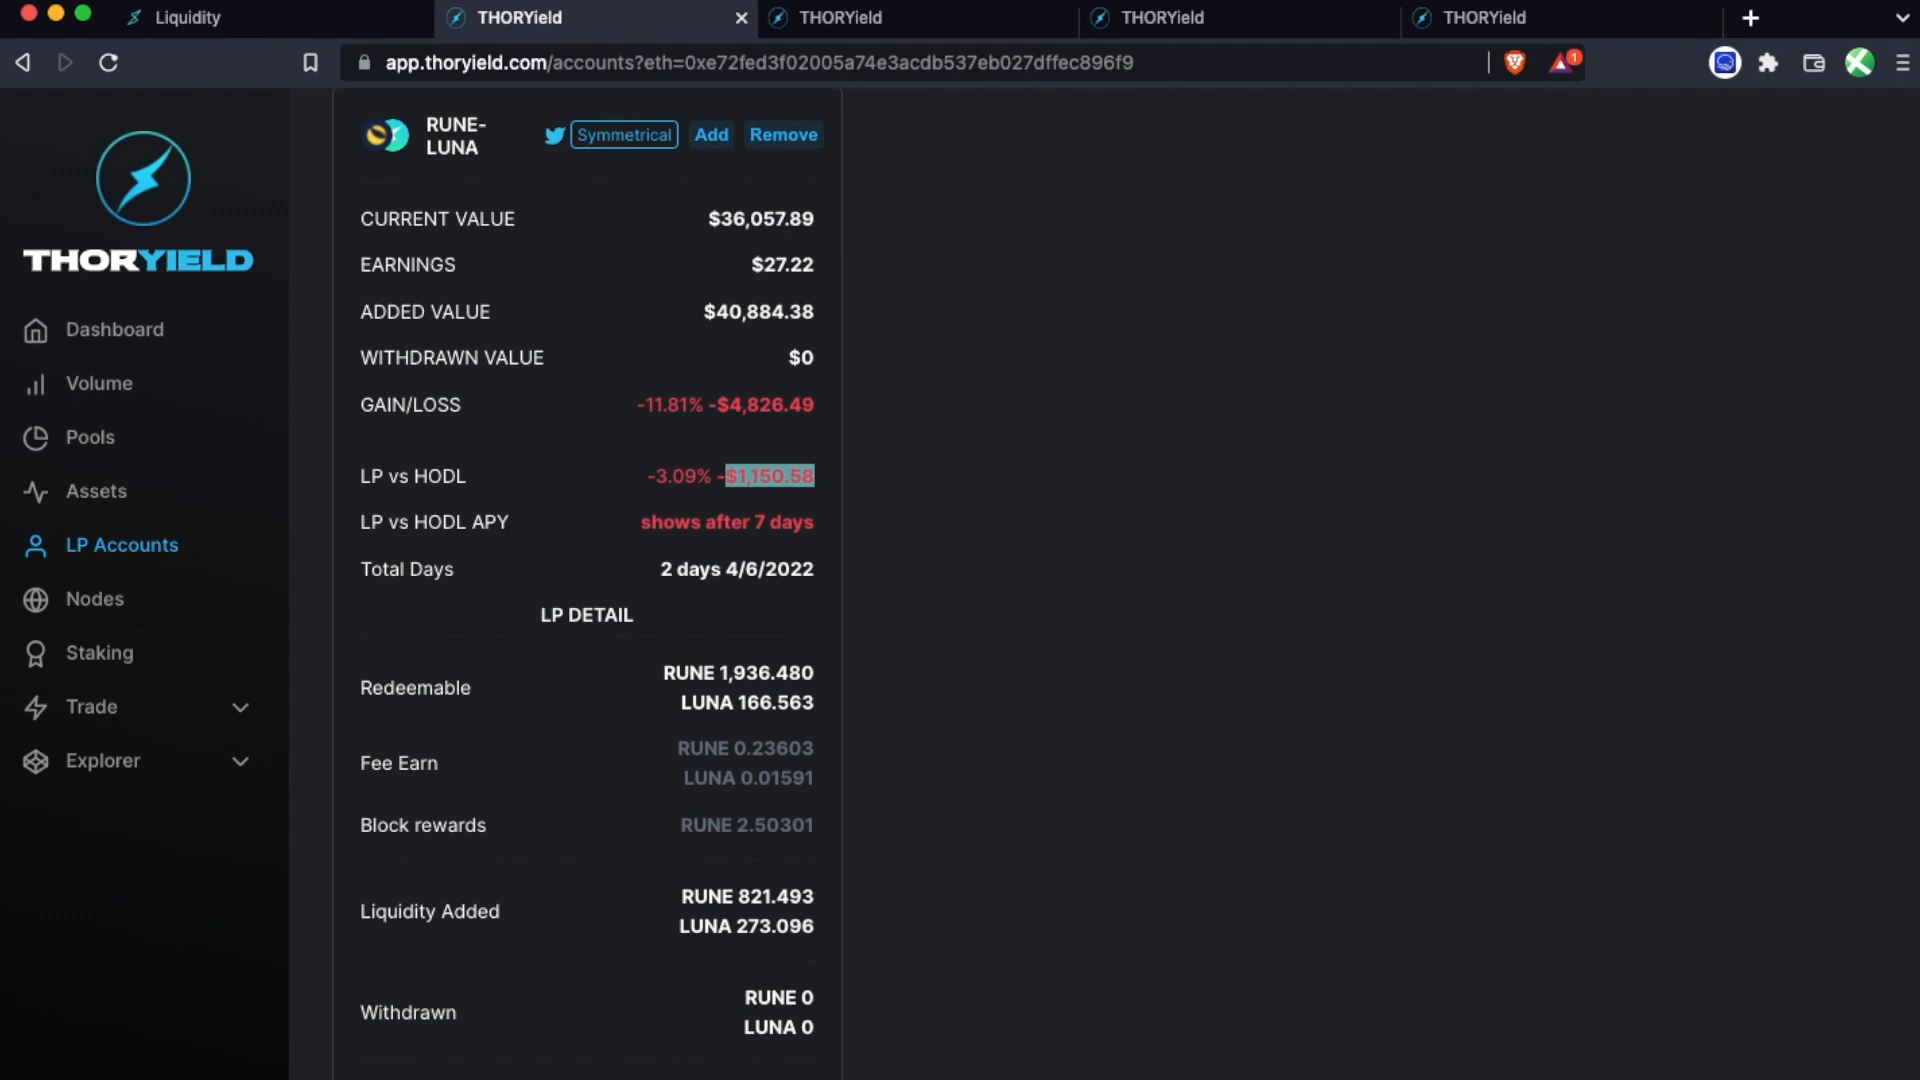 Liquidity
THORYield
THORYield
THORYield
THORYield
app.thoryield.com/accounts?eth=0xe72fed3f02005a74e3acdb537eb027dffec896f9
1
THORYIELD
Dashboard
Volume
Pools
Assets
LP Accounts
Nodes
Staking
Trade
Explorer
RUNE-
LUNA
Symmetrical Add Remove
CURRENT VALUE $36,057.89
EARNINGS $27.22
ADDED VALUE $40,884.38
WITHDRAWN VALUE $0
GAIN/LOSS -11.81% -$4,826.49
LP vs HODL -3.09% -$1,150.58
LP vs HODL APY shows after 7 days
Total Days 2 days 4/6/2022
LP DETAIL
Redeemable
RUNE 1,936.480
LUNA 166.563
Fee Earn
RUNE 0.23603
LUNA 0.01591
Block rewards RUNE 2.50301
Liquidity Added
RUNE 821.493
LUNA 273.096
Withdrawn
RUNE 0
LUNA 0